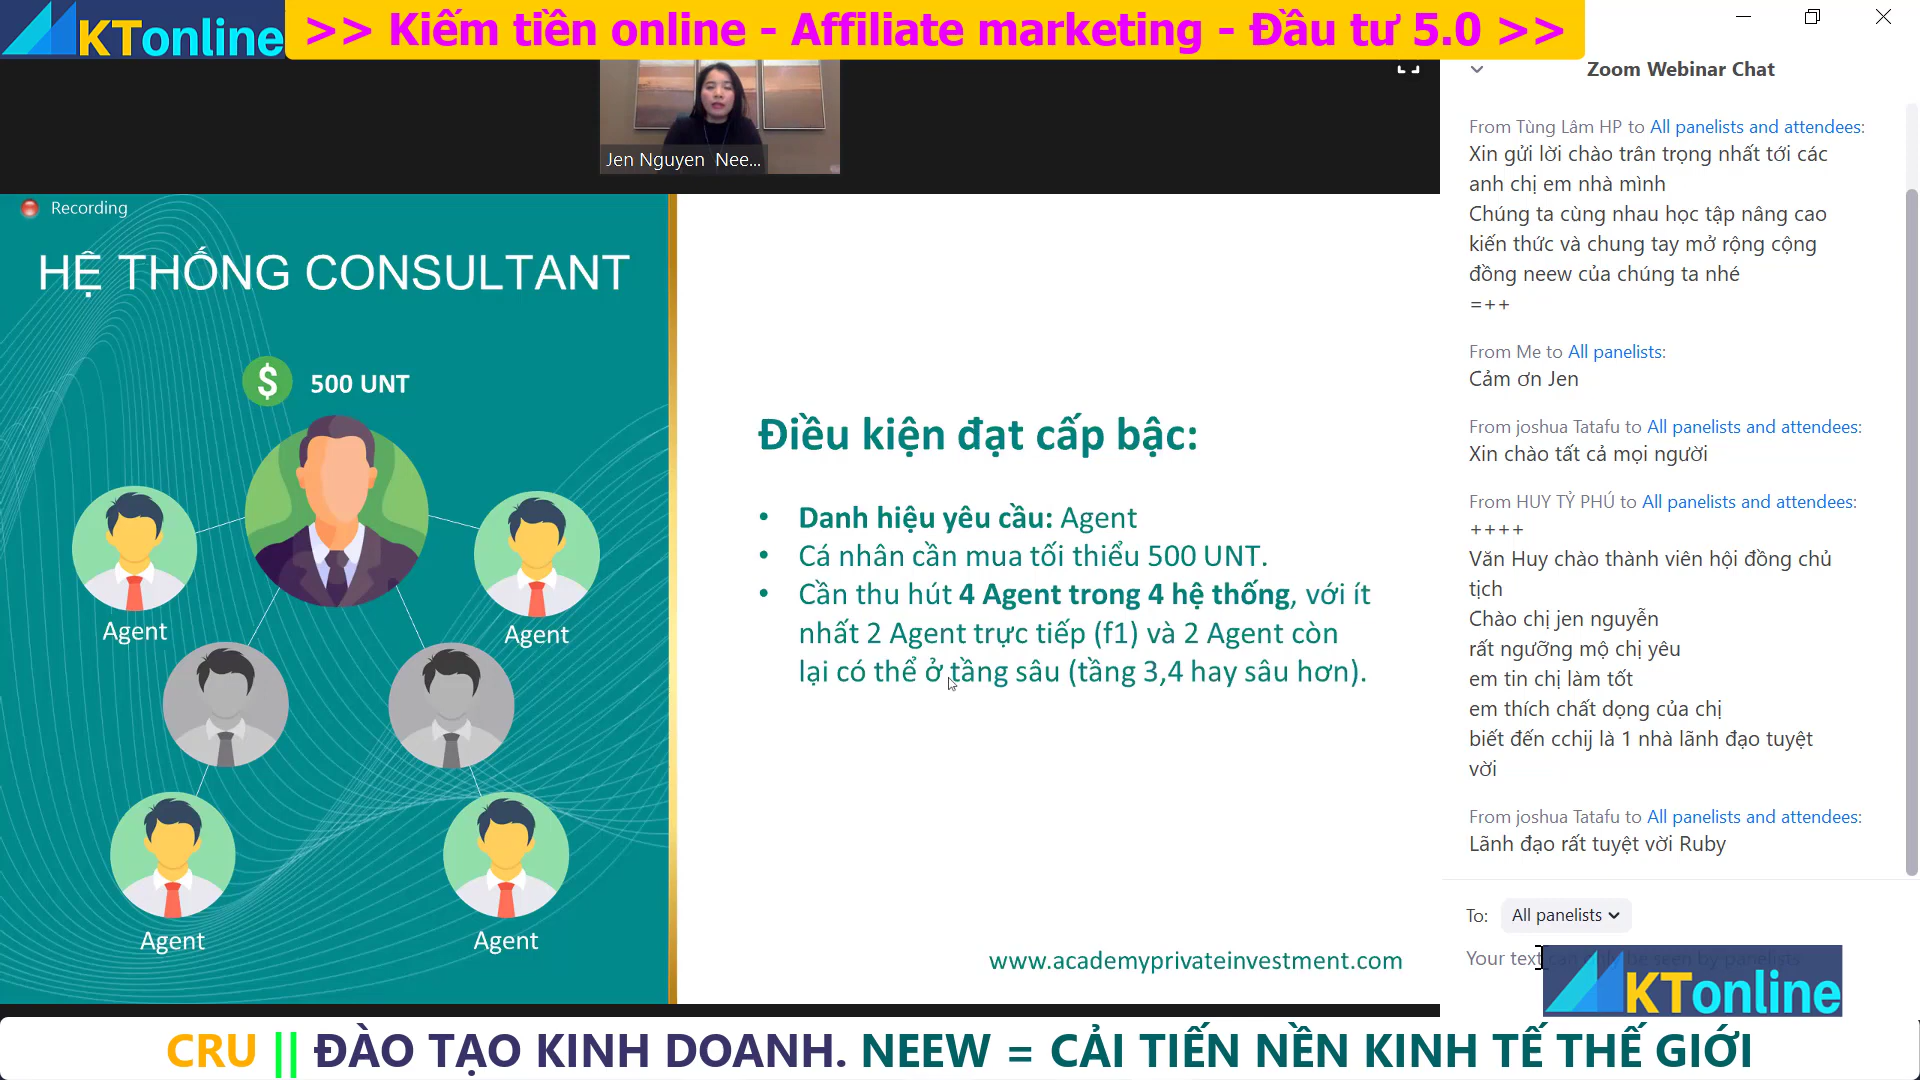 KTonline
>> Kiếm tiền online - Affiliate marketing - Đầu tư 5.0 >>
Jen Nguyen Nee...
Recording
HỆ THỐNG CONSULTANT
$
500 UNT
Agent
Agent
Agent
Agent
Điều kiện đạt cấp bậc:
• Danh hiệu yêu cầu: Agent
• Cá nhân cần mua tối thiểu 500 UNT.
• Cần thu hút 4 Agent trong 4 hệ thống, với ít
nhất 2 Agent trực tiếp (f1) và 2 Agent còn
lại có thể ở tầng sâu (tầng 3,4 hay sâu hơn).
www.academyprivateinvestment.com
Zoom Webinar Chat
From Tùng Lâm HP to All panelists and attendees:
Xin gửi lời chào trân trọng nhất tới các
anh chị em nhà mình
Chúng ta cùng nhau học tập nâng cao
kiến thức và chung tay mở rộng cộng
đồng neew của chúng ta nhé
=++
From Me to All panelists:
Cảm ơn Jen
From joshua Tatafu to All panelists and attendees:
Xin chào tất cả mọi người
From HUY TỶ PHÚ to All panelists and attendees:
++++
Văn Huy chào thành viên hội đồng chủ
tịch
Chào chị jen nguyễn
rất ngưỡng mộ chị yêu
em tin chị làm tốt
em thích chất dọng của chị
biết đến cchij là 1 nhà lãnh đạo tuyệt
vời
From joshua Tatafu to All panelists and attendees:
Lãnh đạo rất tuyệt vời Ruby
To: All panelists
Your text can only be seen by panelists
KTonline
CRU || ĐÀO TẠO KINH DOANH. NEEW = CẢI TIẾN NỀN KINH TẾ THẾ GIỚI